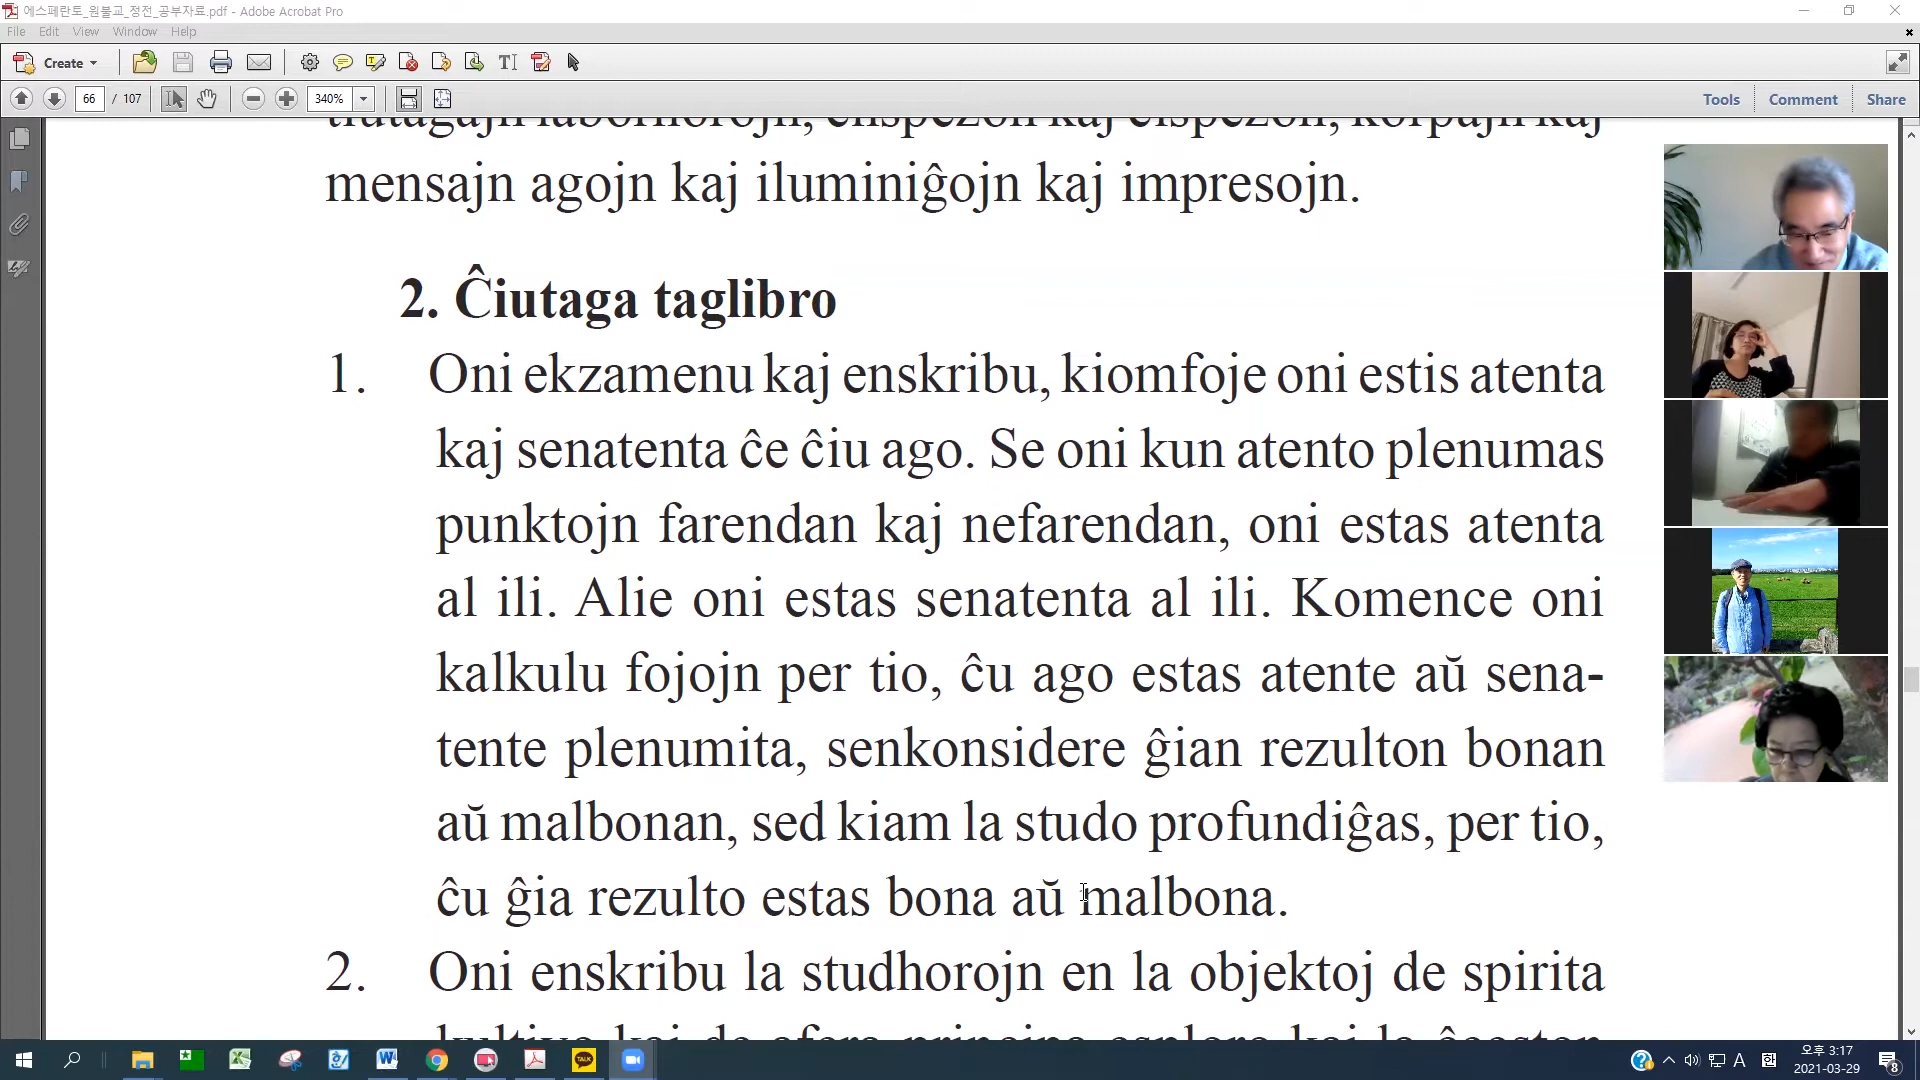 에스페란토_원불교_정전_공부자료.pdf - Adobe Acrobat Pro
File Edit View Window Help
Create
66 / 107 340% Tools Comment Share
mensajn agojn kaj iluminiĝojn kaj impresojn.
2. Ĉiutaga taglibro
1. Oni ekzamenu kaj enskribu, kiomfoje oni estis atenta
kaj senatenta ĉe ĉiu ago. Se oni kun atento plenumas
punktojn farendan kaj nefarendan, oni estas atenta
al ili. Alie oni estas senatenta al ili. Komence oni
kalkulu fojojn per tio, ĉu ago estas atente aŭ sena-
tente plenumita, senkonsidere ĝian rezulton bonan
aŭ malbonan, sed kiam la studo profundiĝas, per tio,
ĉu ĝia rezulto estas bona aŭ malbona.
2. Oni enskribu la studhorojn en la objektoj de spirita
TALK
A 한 오후 3:17
2021-03-29
8